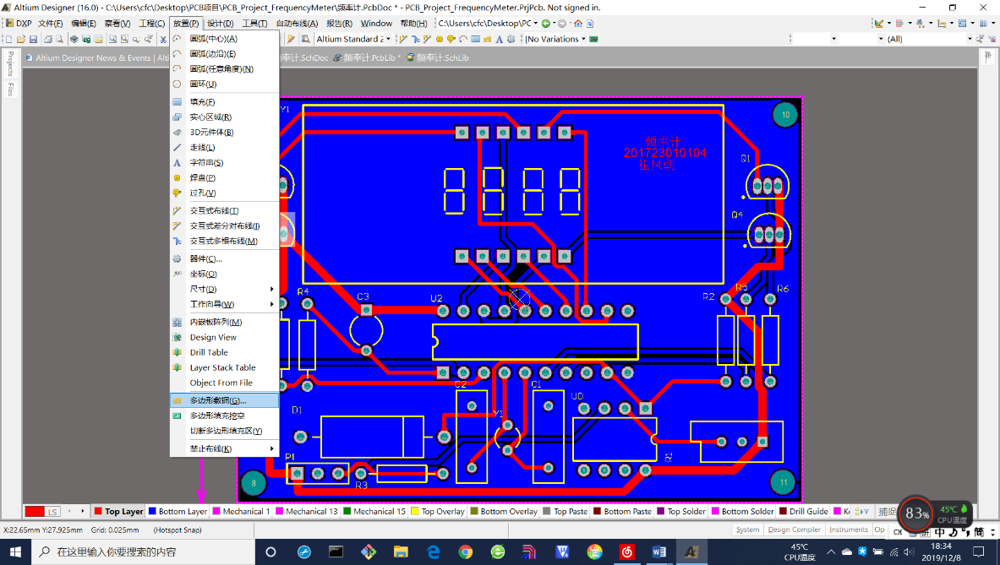 Altium Designer (16.0) - C:\Users\cfc\Desktop\PCB项目\PCB_Project_FrequencyMeter\频率计.PcbDoc * - PCB_Project_FrequencyMeter.PrjPcb. Not signed in.
DXP 文件(F) 编辑(E) 察看(V) 工程(C) 放置(P) 设计(D) 工具(T) 自动布线(A) 报告(R) Window 帮助(H) C:\Users\cfc\Desktop\PC
Altium Standard 2 [No Variations (All)
Altium Designer News & Events | Alti 率计.SchDoc 频率计.PcbLib * 频率计.SchLib
Projects
Files
圆弧(中心)(A)
圆弧(边沿)(E)
圆弧(任意角度)(N)
圆环(U)
填充(F)
实心区域(R)
3D元件体(B)
走线(L)
字符串(S)
焊盘(P)
过孔(V)
交互式布线(T)
交互式差分对布线(I)
交互式多根布线(M)
器件(C)...
坐标(O)
尺寸(D)
工作向导(W)
内嵌板阵列(M)
Design View
Drill Table
Layer Stack Table
Object From File
多边形敷铜(G)...
多边形填充挖空
切断多边形填充区(Y)
禁止布线(K)
Y1
10
频率计
201723010104
Q1
Q4
R4
C3
U2
R2
R5
R6
C2
C1
UD
D1
Y1
R1
P1
R3
8
11
LS Top Layer Bottom Layer Mechanical 1 Mechanical 13 Mechanical 15 Top Overlay Bottom Overlay Top Paste Bottom Paste Top Solder Bottom Solder Drill Guide K 捕捉
83%
45℃
CPU温度
X:22.65mm Y:27.925mm Grid: 0.025mm (Hotspot Snap) System Design Compiler Instruments Op
CH 中 简
在这里输入你要搜索的内容
45℃
CPU温度
18:34
2019/12/8